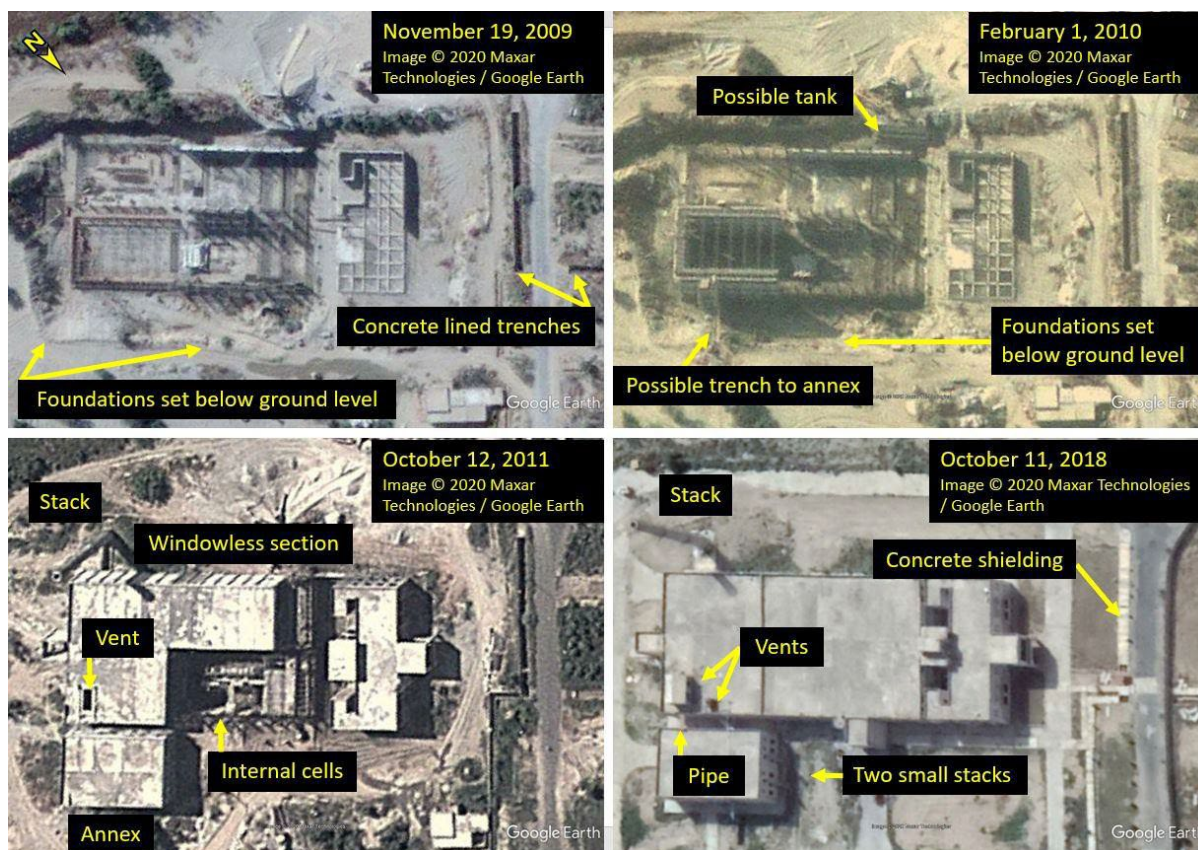 November 19, 2009
Image © 2020 Maxar
Technologies / Google Earth
N
Concrete lined trenches
Foundations set below ground level
Google Earth
February 1, 2010
Image © 2020 Maxar
Technologies / Google Earth
Possible tank
Foundations set
below ground level
Possible trench to annex
Google Earth
October 12, 2011
Image © 2020 Maxar
Technologies / Google Earth
Stack
Windowless section
Vent
Internal cells
Annex
Google Earth
October 11, 2018
Image © 2020 Maxar Technologies
/ Google Earth
Stack
Concrete shielding
Vents
Pipe
Two small stacks
Google Earth